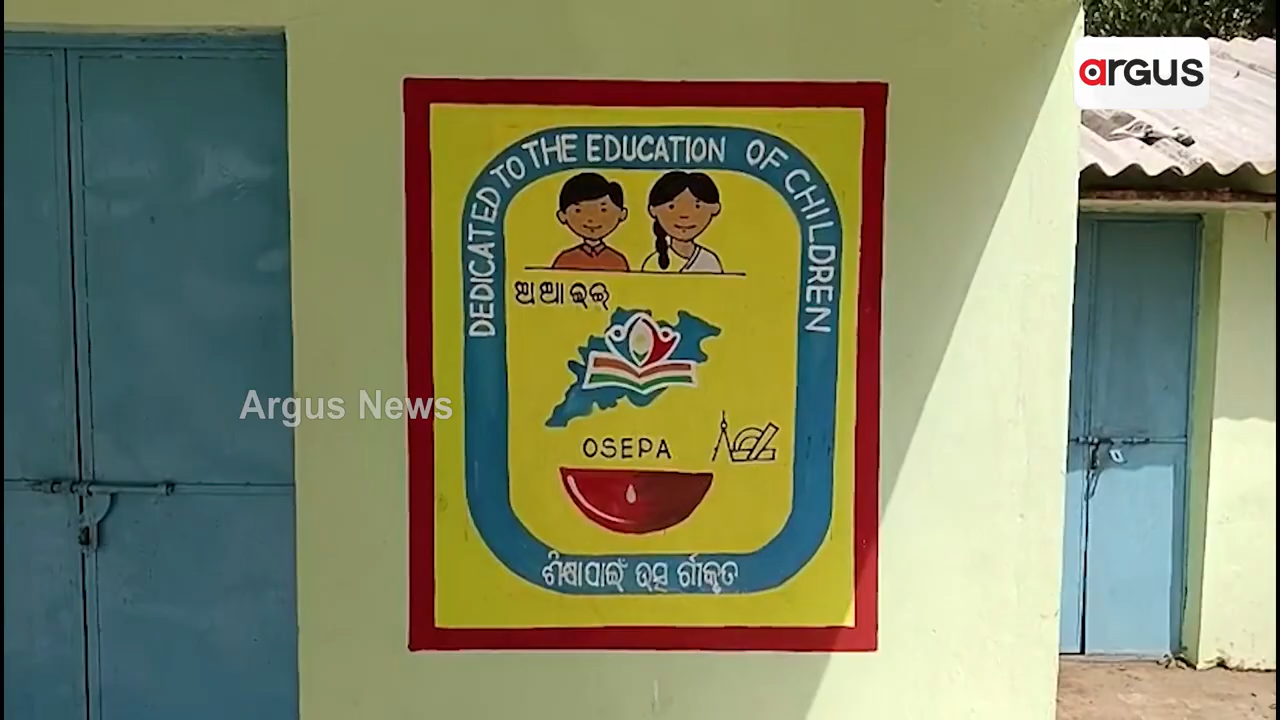 argus
DEDICATED TO THE EDUCATION OF CHILDREN
ଅ ଆ ଇ ଈ
Argus News
OSEPA
ଶିକ୍ଷାପାଇଁ ଉତ୍ସର୍ଗୀକୃତ